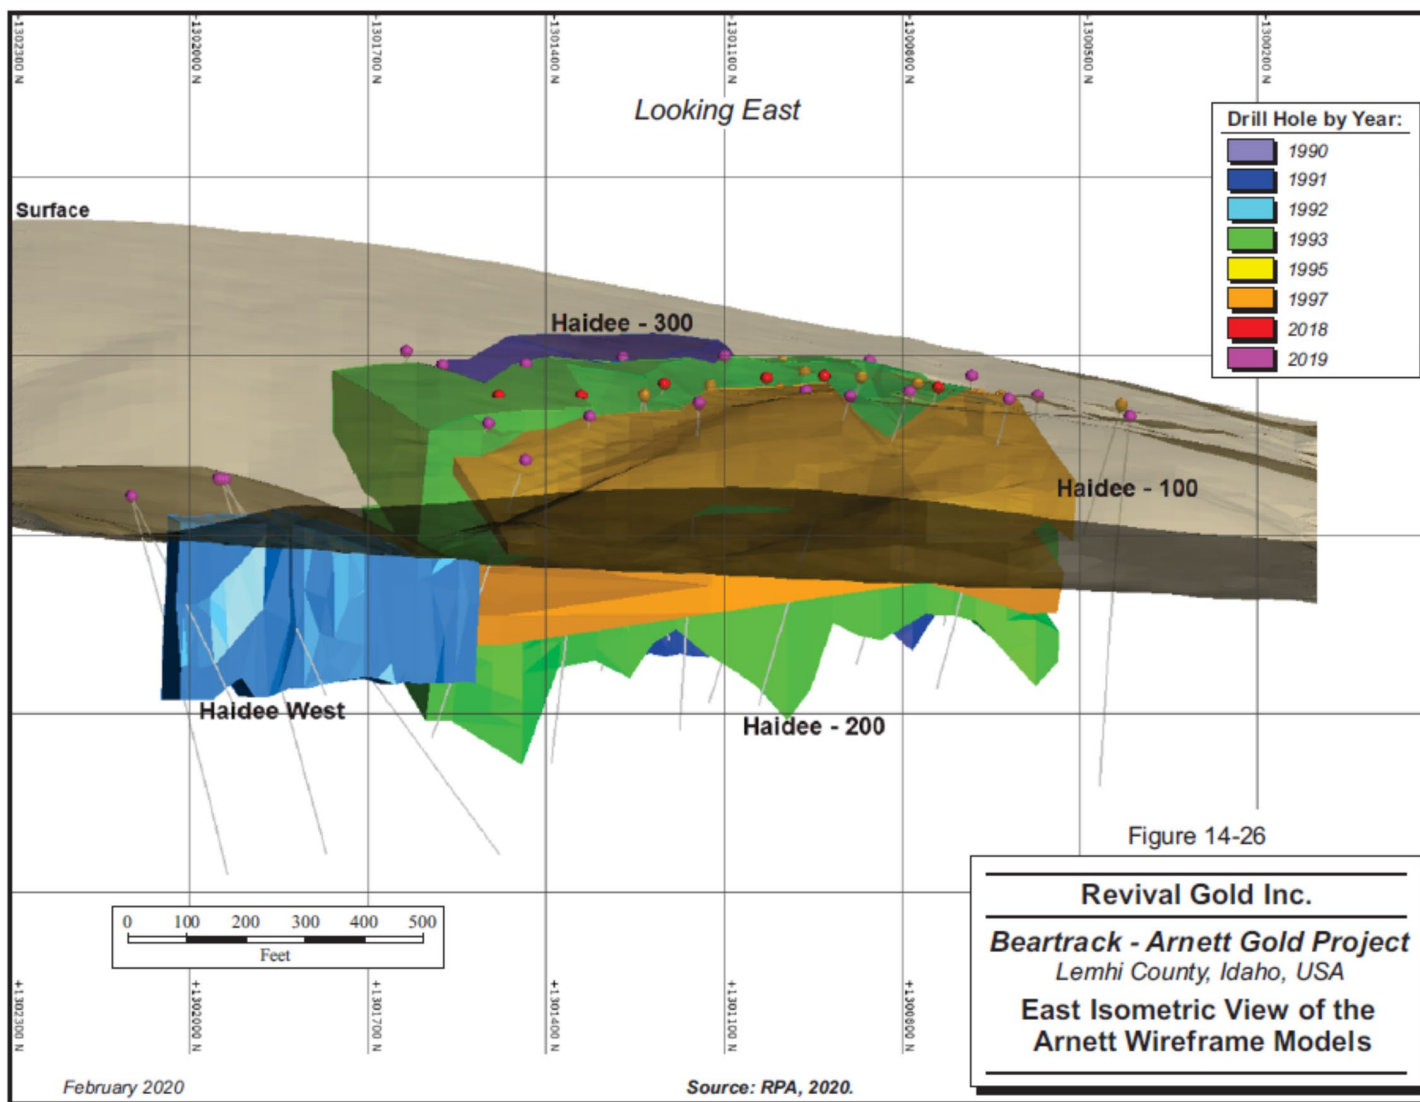 1302300 N
1302000 N
1301700 N
1301400 N
1301100 N
1300800 N
1300500 N
1300200 N
Looking East
Drill Hole by Year:
1990
1991
1992
1993
1995
1997
2018
2019
Surface
Haidee - 300
Haidee - 100
Haidee West
Haidee - 200
Figure 14-26
Revival Gold Inc.
Beartrack - Arnett Gold Project
Lemhi County, Idaho, USA
East Isometric View of the
Arnett Wireframe Models
0 100 200 300 400 500
Feet
+1302300 N
+1302000 N
+1301700 N
+1301400 N
+1301100 N
+1300800 N
February 2020
Source: RPA, 2020.